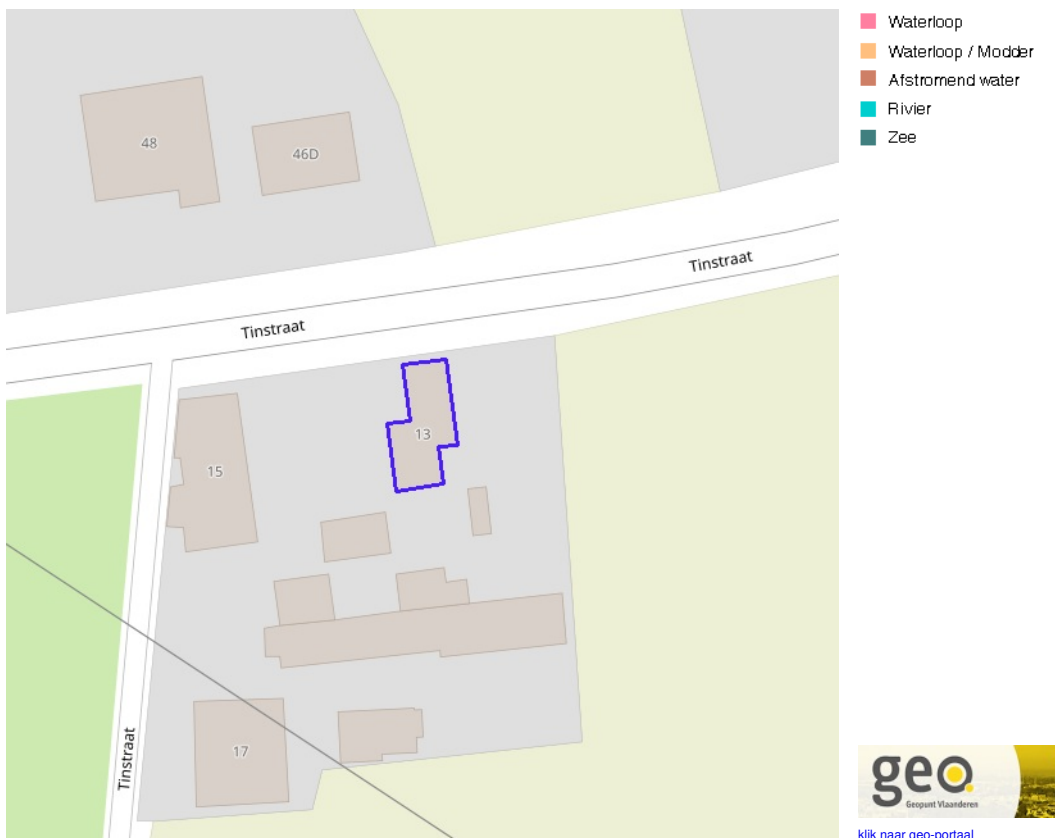 Waterloop
Waterloop / Modder
Afstromend water
Rivier
Zee
48
46D
Tinstraat
Tinstraat
13
15
17
Tinstraat
geo.
Geopunt Vlaanderen
klik naar geo-portaal